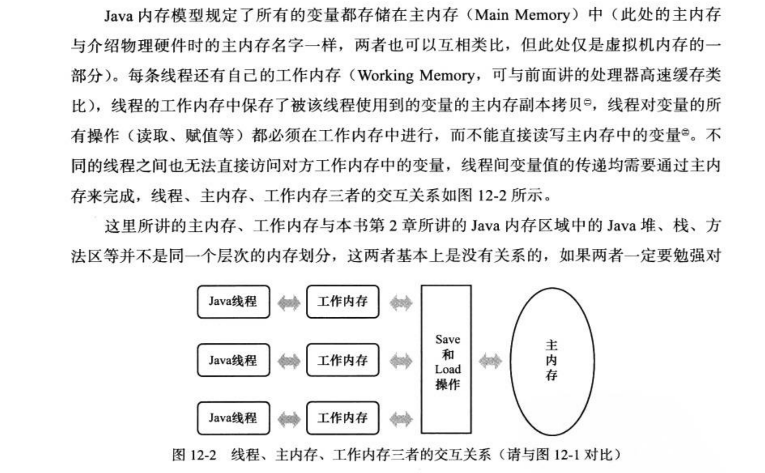 Java 内存模型规定了所有的变量都存储在主内存（Main Memory）中（此处的主内存
与介绍物理硬件时的主内存名字一样，两者也可以互相类比，但此处仅是虚拟机内存的一
部分）。每条线程还有自己的工作内存（Working Memory，可与前面讲的处理器高速缓存类
比），线程的工作内存中保存了被该线程使用到的变量的主内存副本拷贝㊀，线程对变量的所
有操作（读取、赋值等）都必须在工作内存中进行，而不能直接读写主内存中的变量㊁。不
同的线程之间也无法直接访问对方工作内存中的变量，线程间变量值的传递均需要通过主内
存来完成，线程、主内存、工作内存三者的交互关系如图 12-2 所示。
这里所讲的主内存、工作内存与本书第 2 章所讲的 Java 内存区域中的 Java 堆、栈、方
法区等并不是同一个层次的内存划分，这两者基本上是没有关系的，如果两者一定要勉强对
Java线程
工作内存
Java线程
工作内存
Java线程
工作内存
Save
和
Load
操作
主
内
存
图 12-2 线程、主内存、工作内存三者的交互关系（请与图 12-1 对比）